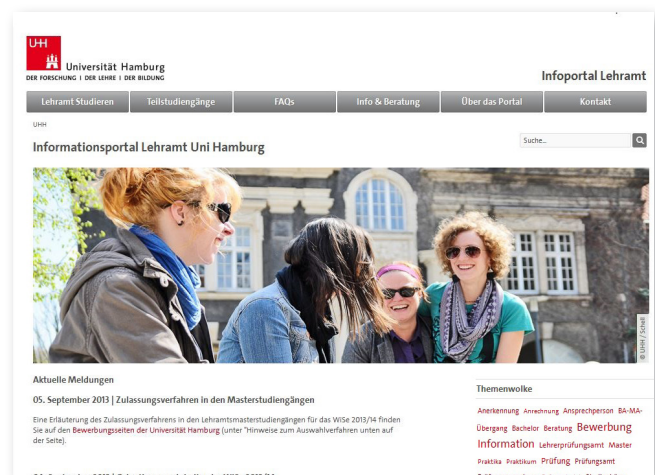 UHH
Universität Hamburg
DER FORSCHUNG | DER LEHRE | DER BILDUNG
Infoportal Lehramt
Lehramt Studieren Teilstudiengänge FAQs Info & Beratung Über das Portal Kontakt
UHH
Suche...
Informationsportal Lehramt Uni Hamburg
© UHH / Schell
Aktuelle Meldungen
05. September 2013 | Zulassungsverfahren in den Masterstudiengängen
Eine Erläuterung des Zulassungsverfahrens in den Lehramtsmasterstudiengängen für das WiSe 2013/14 finden
Sie auf den Bewerbungsseiten der Universität Hamburg (unter "Hinweise zum Auswahlverfahren unten auf
der Seite).
Themenwolke
Anerkennung Anrechnung Ansprechperson BA-MA-
Übergang Bachelor Beratung Bewerbung
Information Lehrerprüfungsamt Master
Praktika Praktikum Prüfung Prüfungsamt